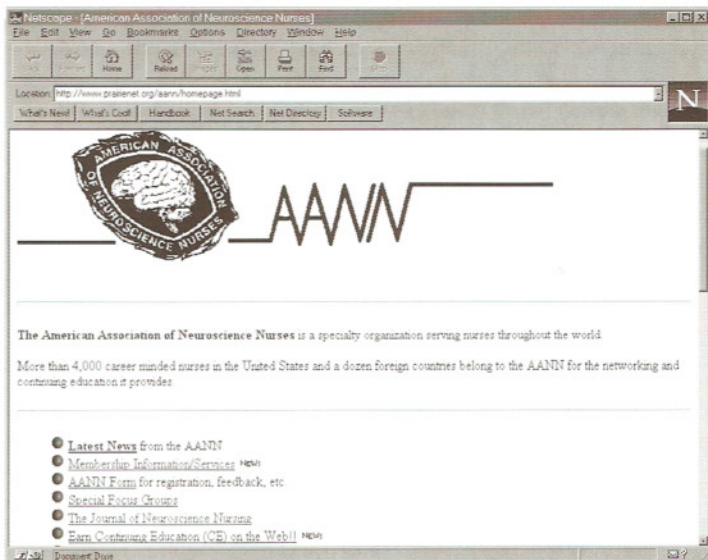 Netscape - [American Association of Neuroscience Nurses]
File Edit View Go Bookmarks Options Directory Window Help
Home Reload Open Print Find
Location: http://www.prairienet.org/aann/homepage.html
N
What's New! What's Cool! Handbook Net Search Net Directory Software
AMERICAN ASSOCIATION
OF NEUROSCIENCE NURSES
AANN
The American Association of Neuroscience Nurses is a specialty organization serving nurses throughout the world.
More than 4,000 career minded nurses in the United States and a dozen foreign countries belong to the AANN for the networking and
continuing education it provides
Latest News from the AANN
Membership Information/Services NEW!
AANN Form for registration, feedback, etc
Special Focus Groups
The Journal of Neuroscience Nursing
Earn Continuing Education (CE) on the Web!! NEW!
Document Done